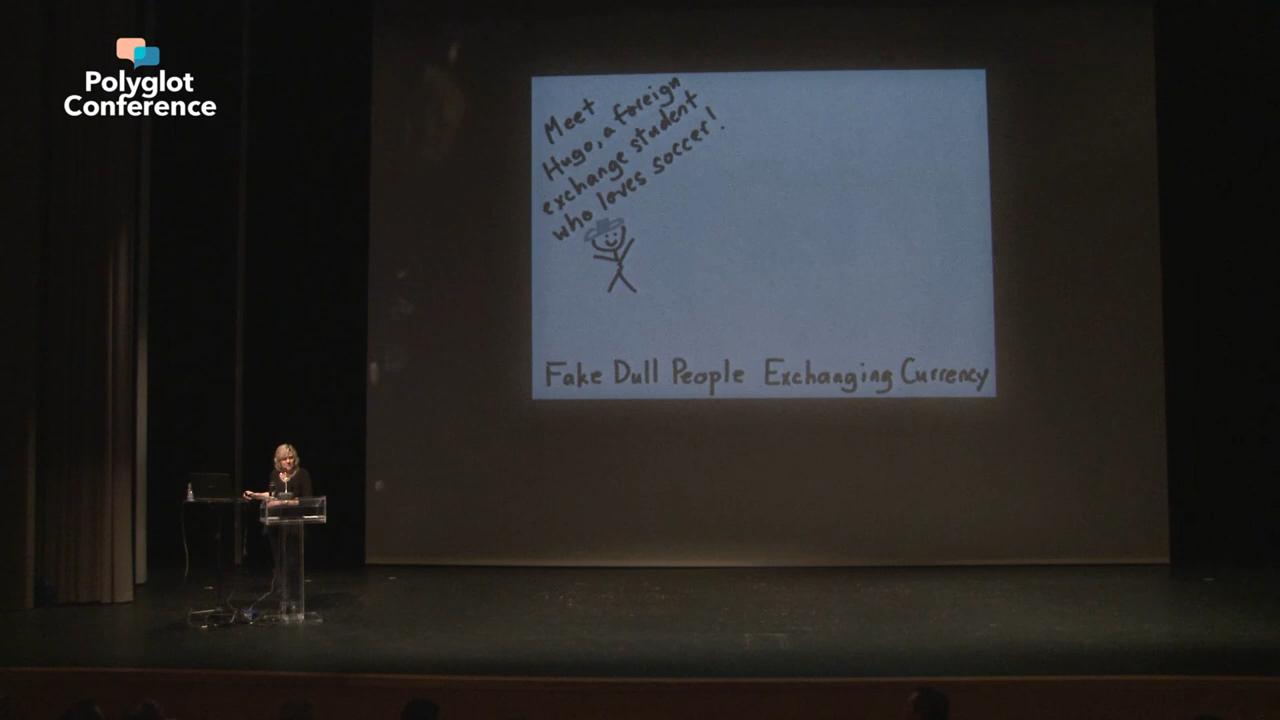 Polyglot
Conference
Meet
Hugo, a foreign
exchange student
who loves soccer!
Fake Dull People Exchanging Currency